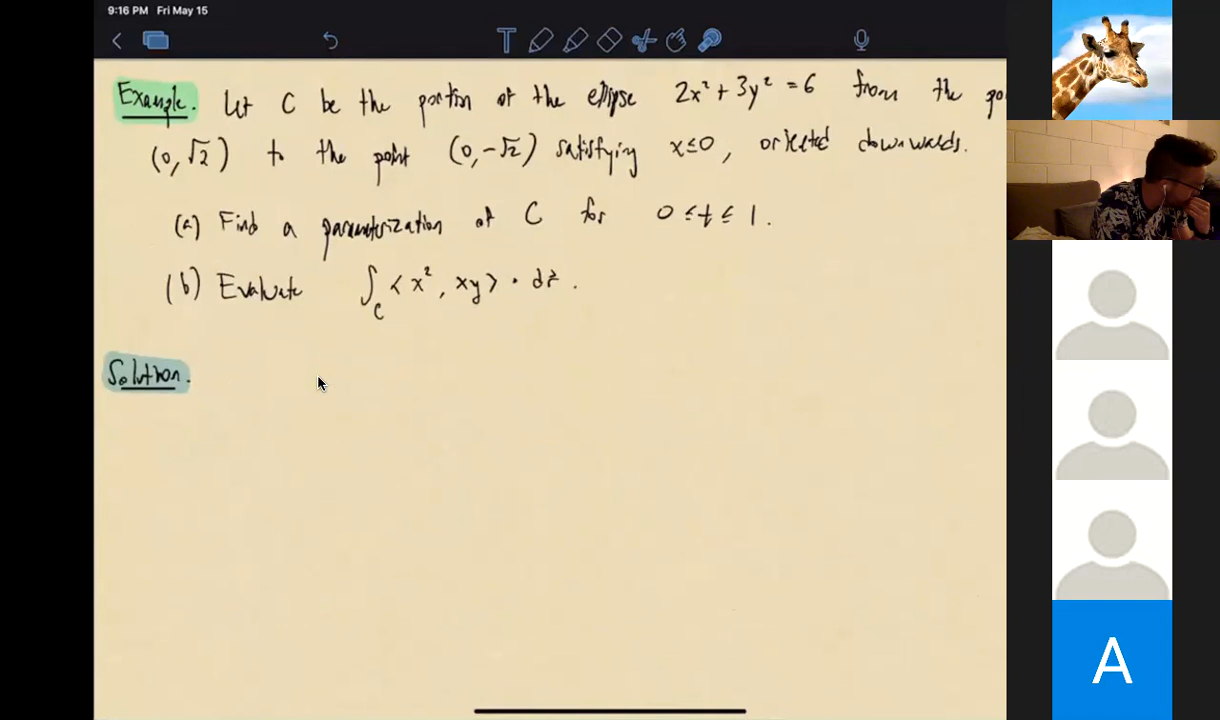 9:16 PM Fri May 15
Example. Let C be the portion of the ellipse 2x² + 3y² = 6 from the
(0, √2) to the point (0, -√2) satisfying x ≤ 0, oriented downwards.
(a) Find a parameterization of C for 0 ≤ t ≤ 1.
(b) Evaluate ∫_C ⟨x², xy⟩ · dr⃗.
Solution.
A